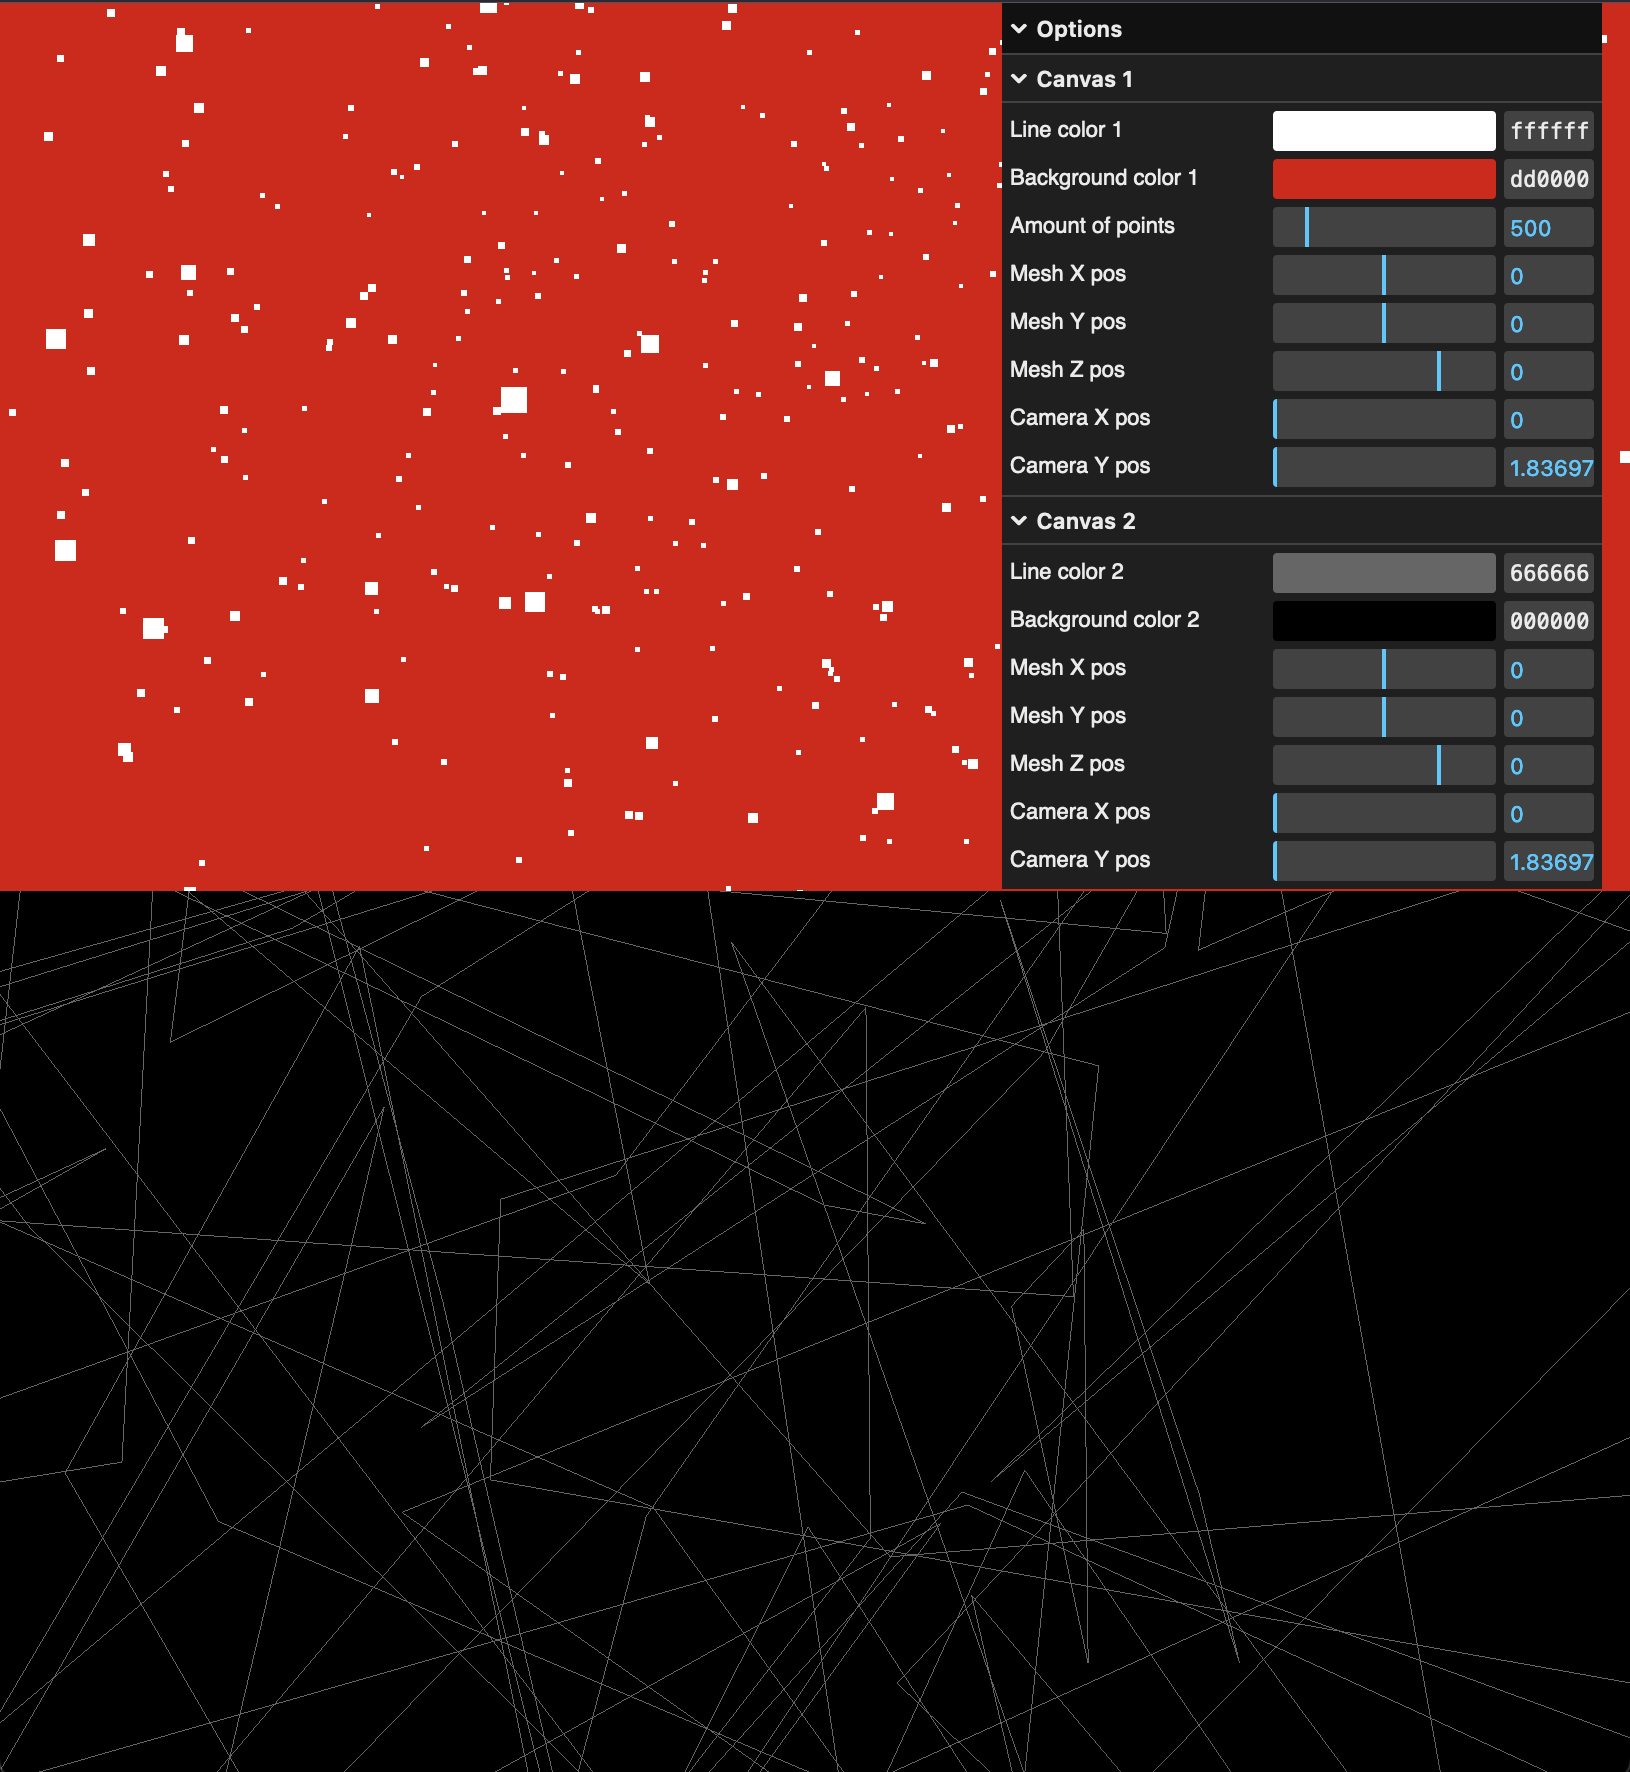 Options
Canvas 1
Line color 1 ffffff
Background color 1 dd0000
Amount of points 500
Mesh X pos 0
Mesh Y pos 0
Mesh Z pos 0
Camera X pos 0
Camera Y pos 1.83697
Canvas 2
Line color 2 666666
Background color 2 000000
Mesh X pos 0
Mesh Y pos 0
Mesh Z pos 0
Camera X pos 0
Camera Y pos 1.83697